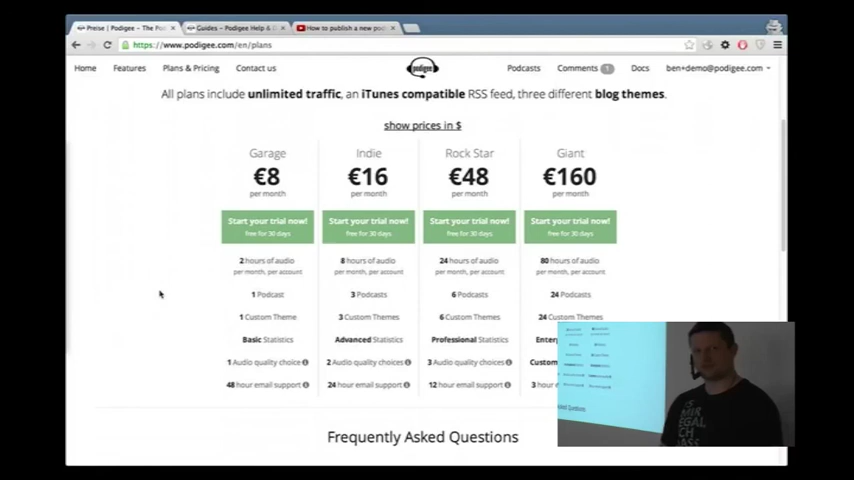 Preise | Podigee – The Po
Guides – Podigee Help & D
How to publish a new pod
https://www.podigee.com/en/plans
Home Features Plans & Pricing Contact us podigee Podcasts Comments 1 Docs ben+demo@podigee.com
All plans include unlimited traffic, an iTunes compatible RSS feed, three different blog themes.
show prices in $
Garage Indie Rock Star Giant
€8 €16 €48 €160
per month per month per month per month
Start your trial now! Start your trial now! Start your trial now! Start your trial now!
free for 30 days free for 30 days free for 30 days free for 30 days
2 hours of audio 8 hours of audio 24 hours of audio 80 hours of audio
per month, per account per month, per account per month, per account per month, per account
1 Podcast 3 Podcasts 6 Podcasts 24 Podcasts
1 Custom Theme 3 Custom Themes 6 Custom Themes 24 Custom Themes
Basic Statistics Advanced Statistics Professional Statistics Enter
1 Audio quality choice 2 Audio quality choices 3 Audio quality choices Custom
48 hour email support 24 hour email support 12 hour email support 3 hour
Frequently Asked Questions
Asked Questions